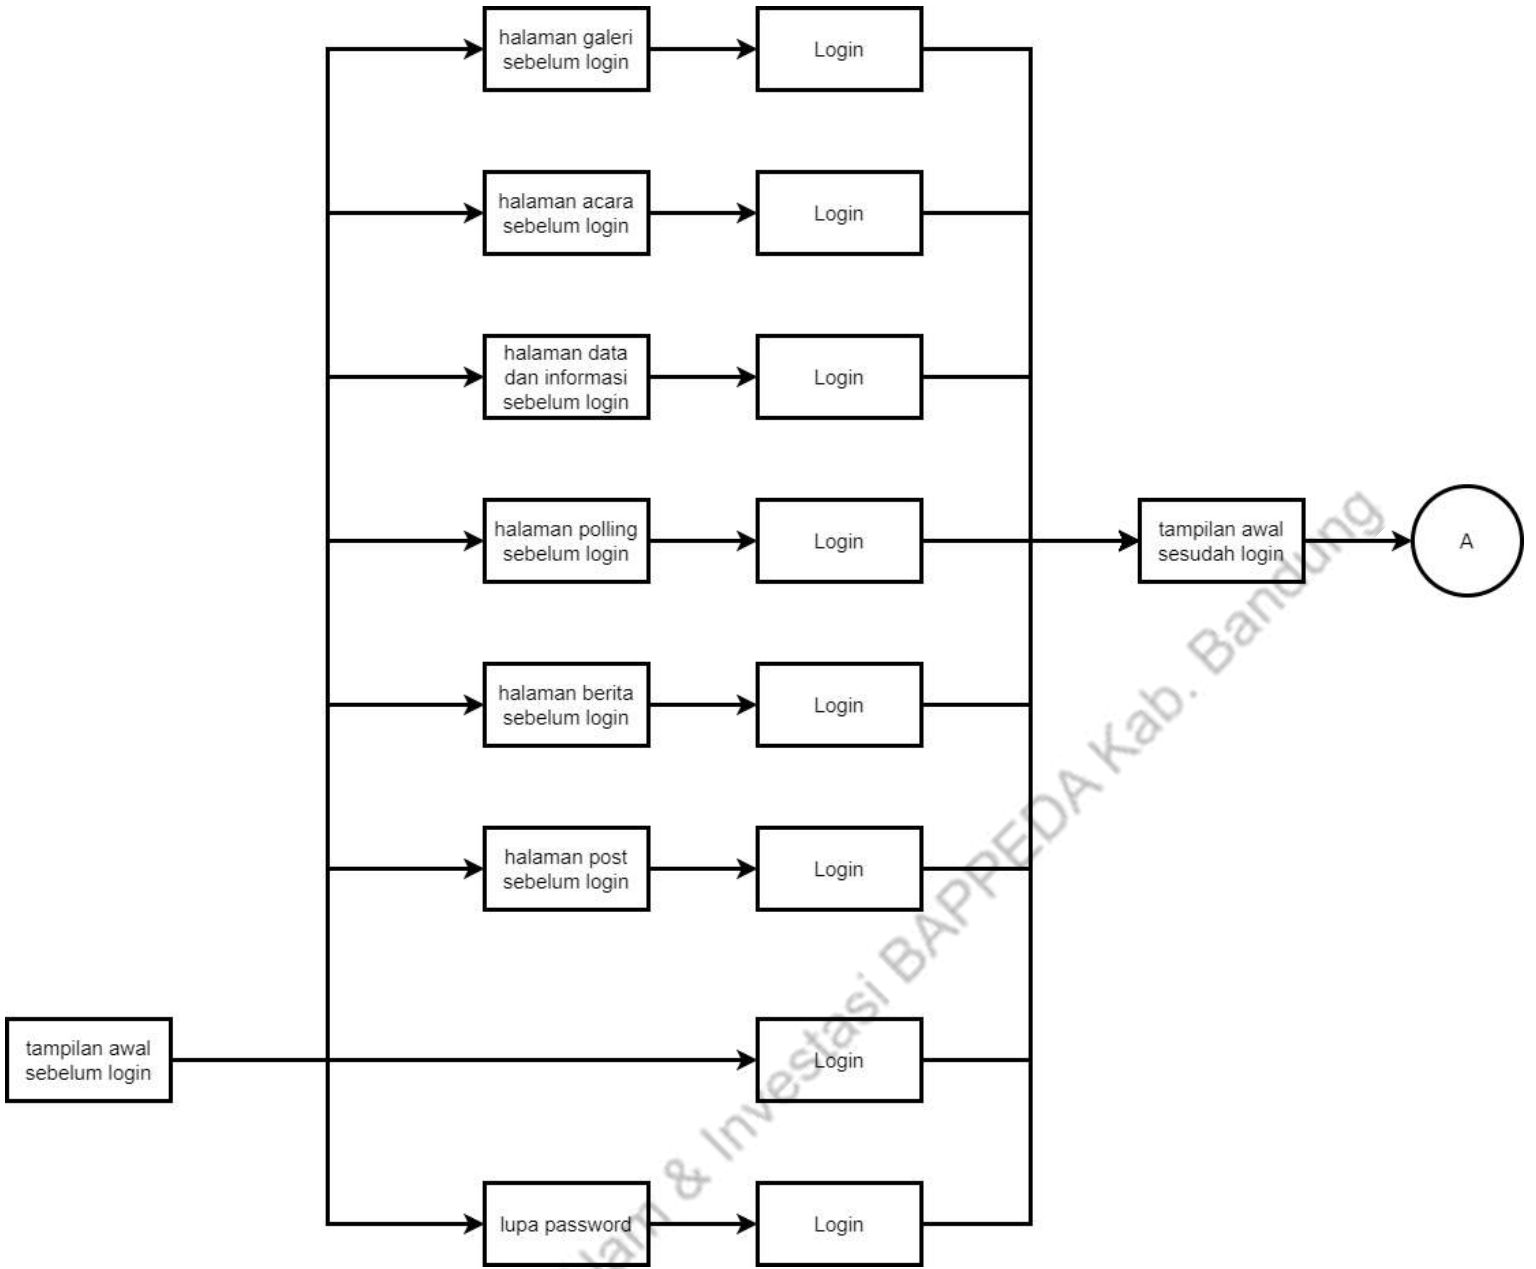 halaman galeri
sebelum login
Login
halaman acara
sebelum login
Login
halaman data
dan informasi
sebelum login
Login
halaman polling
sebelum login
Login
tampilan awal
sesudah login
A
halaman berita
sebelum login
Login
halaman post
sebelum login
Login
tampilan awal
sebelum login
Login
lupa password
Login
& Investasi BAPPEDA Kab. Bandung